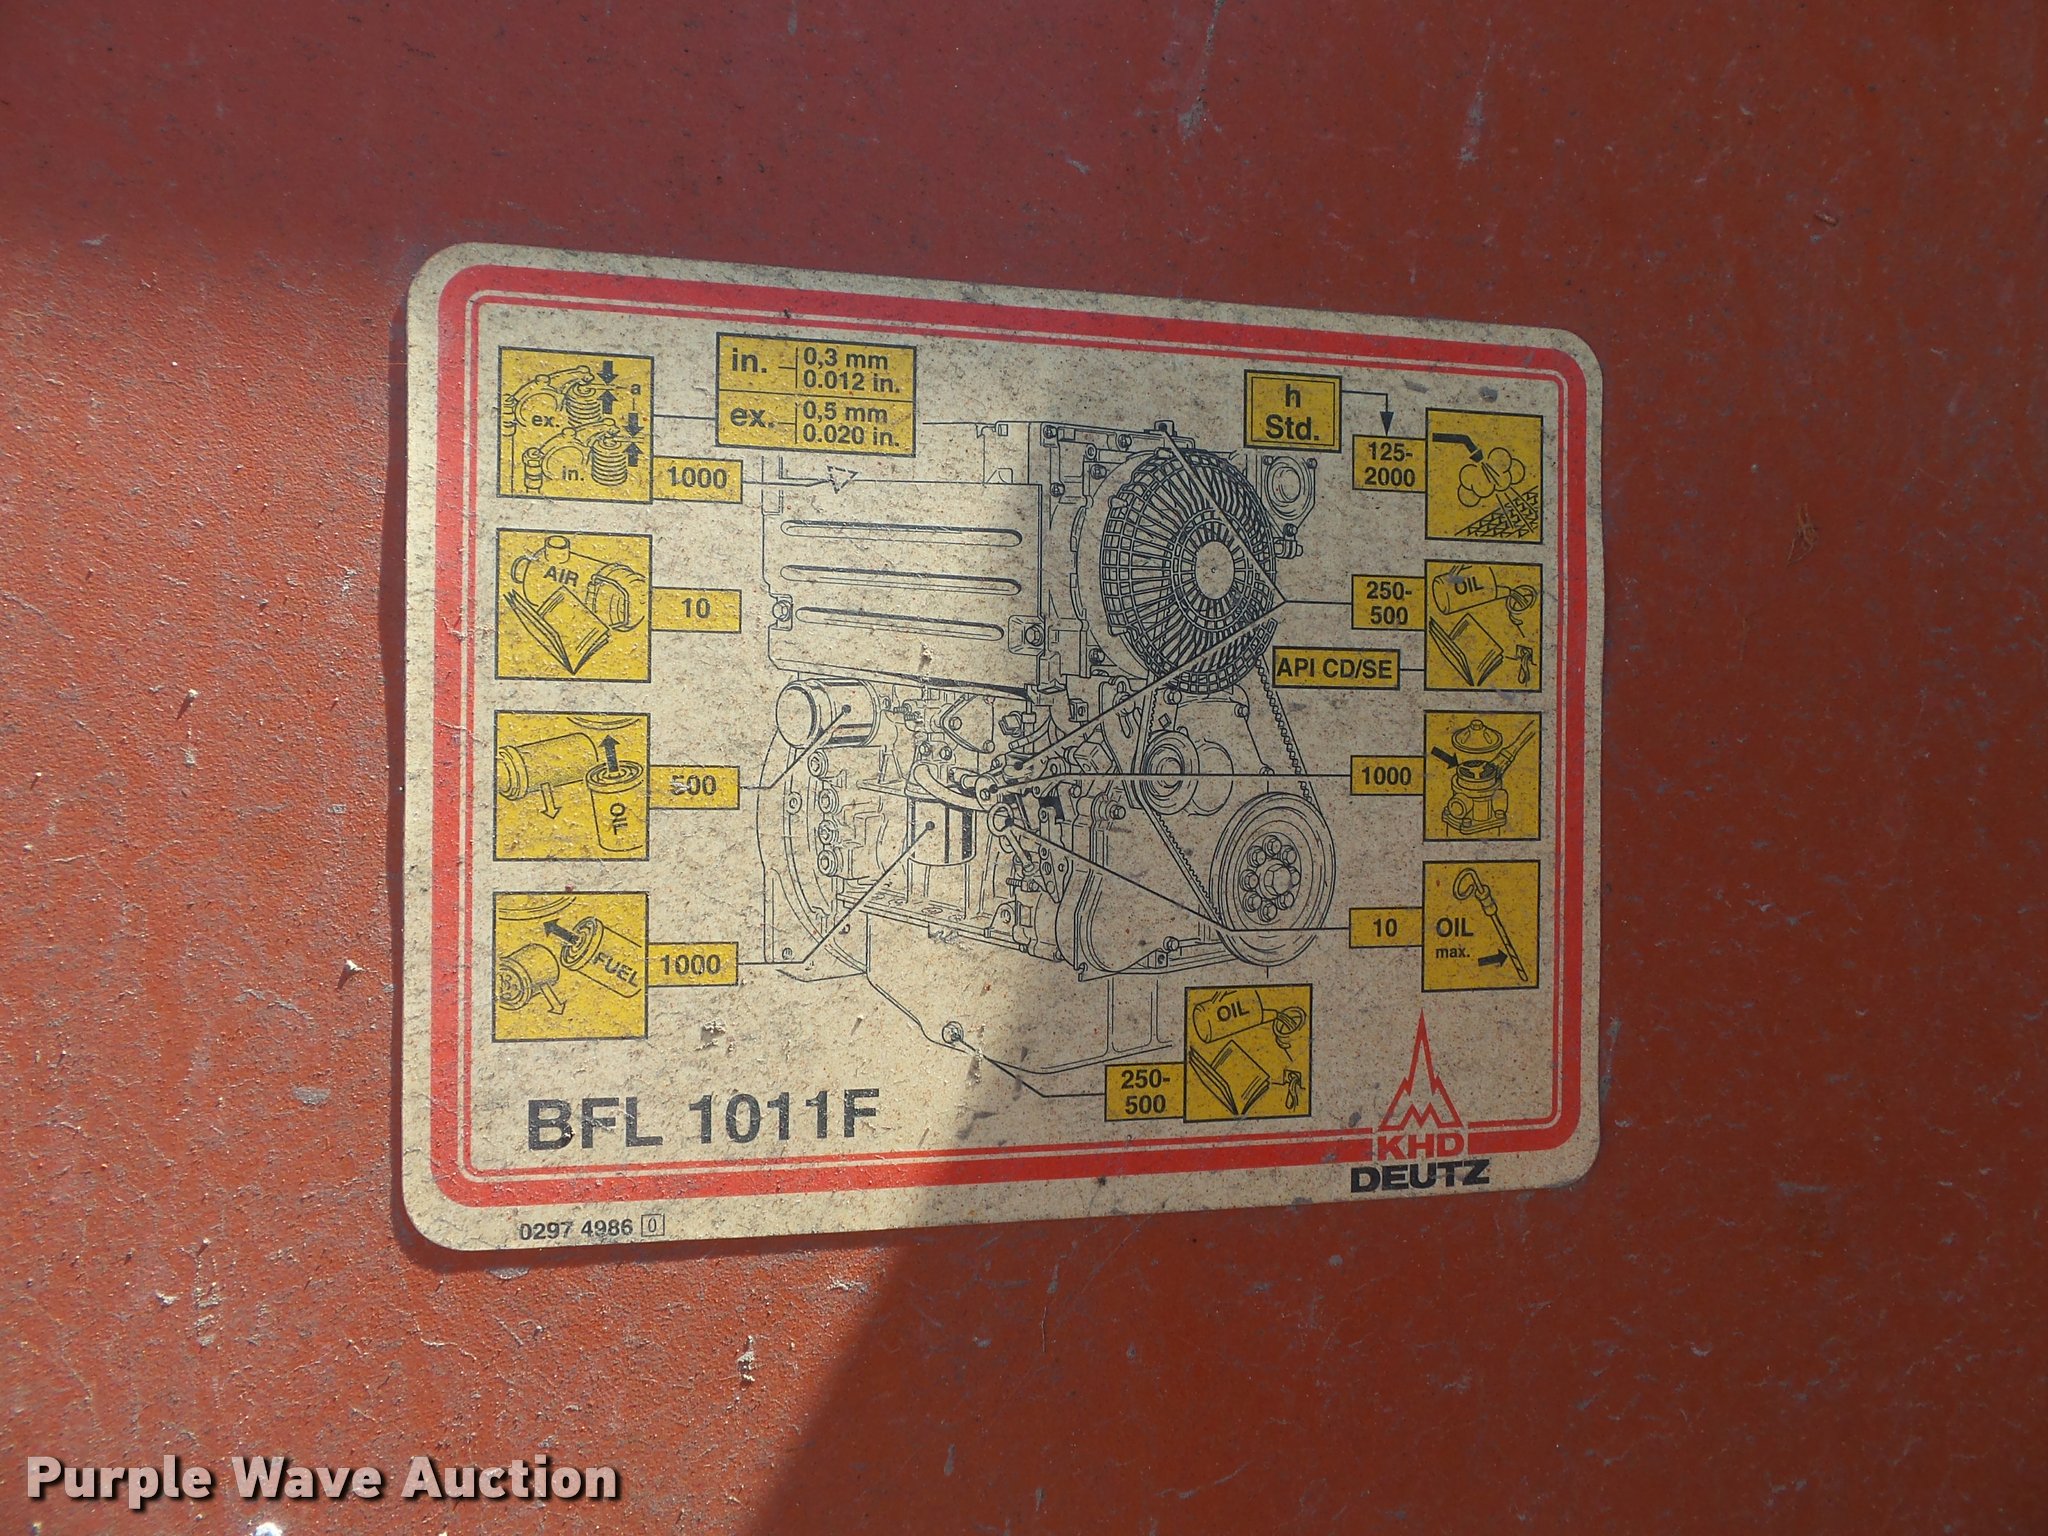 in. 0,3 mm
0.012 in.
ex. 0,5 mm
0.020 in.
ex.
a
in.
1000
AIR
10
500
OIL
FUEL
1000
h
Std.
125-
2000
250-
500
OIL
API CD/SE
1000
10
OIL
max.
250-
500
OIL
BFL 1011F
KHD
DEUTZ
0297 4986 0
Purple Wave Auction